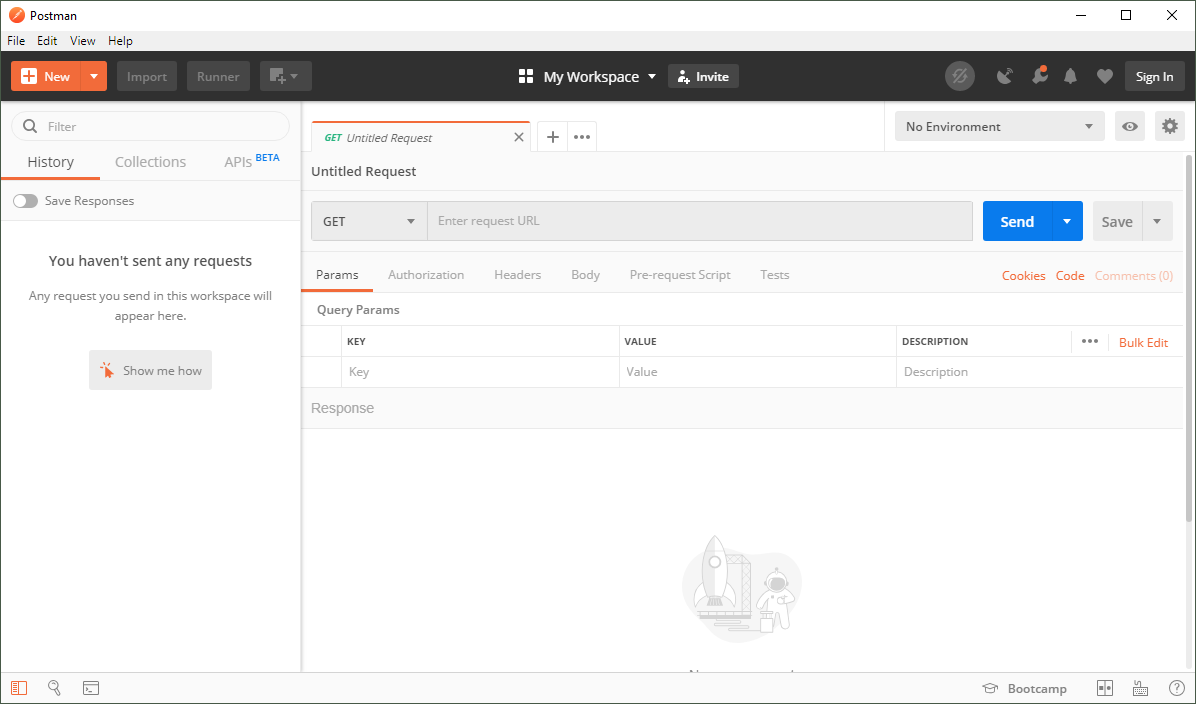 Postman
File Edit View Help
New Import Runner My Workspace Invite Sign In
Filter
History Collections APIs BETA
Save Responses
You haven't sent any requests
Any request you send in this workspace will
appear here.
Show me how
GET Untitled Request
No Environment
Untitled Request
GET Enter request URL Send Save
Params Authorization Headers Body Pre-request Script Tests Cookies Code Comments (0)
Query Params
KEY VALUE DESCRIPTION Bulk Edit
Key Value Description
Response
Bootcamp